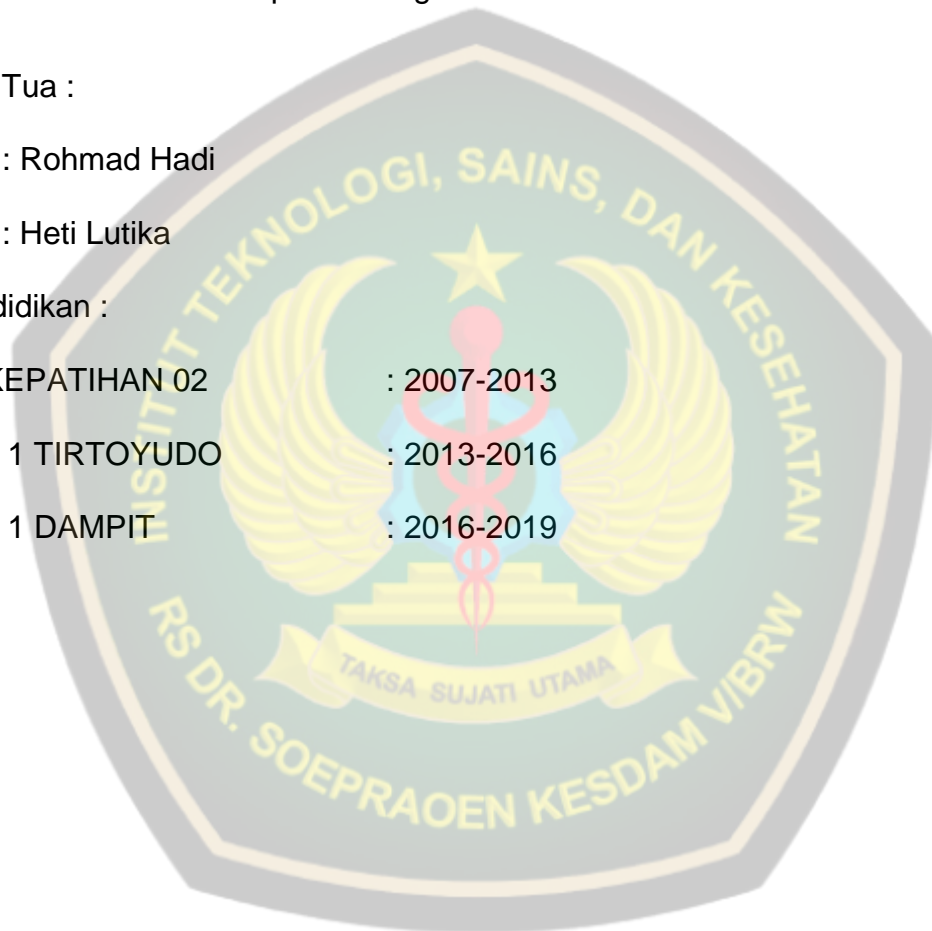 Tua :
: Rohmad Hadi
: Heti Lutika
didikan :
KEPATIHAN 02 : 2007-2013
1 TIRTOYUDO : 2013-2016
1 DAMPIT : 2016-2019
INSTITUT TEKNOLOGI, SAINS, DAN KESEHATAN
TAKSA SUJATI UTAMA
RS DR. SOEPRAOEN KESDAM V/BRW